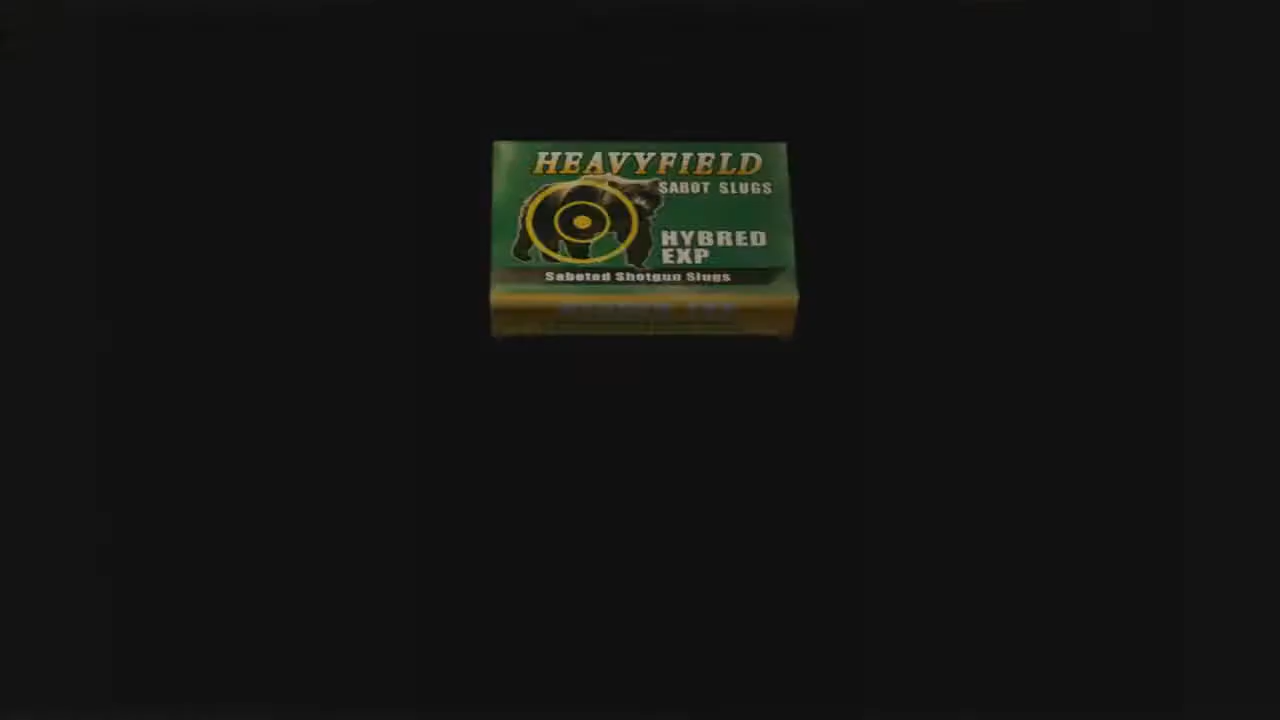 HEAVYFIELD
SABOT SLUGS
HYBRED
EXP
Saboted Shotgun Slugs